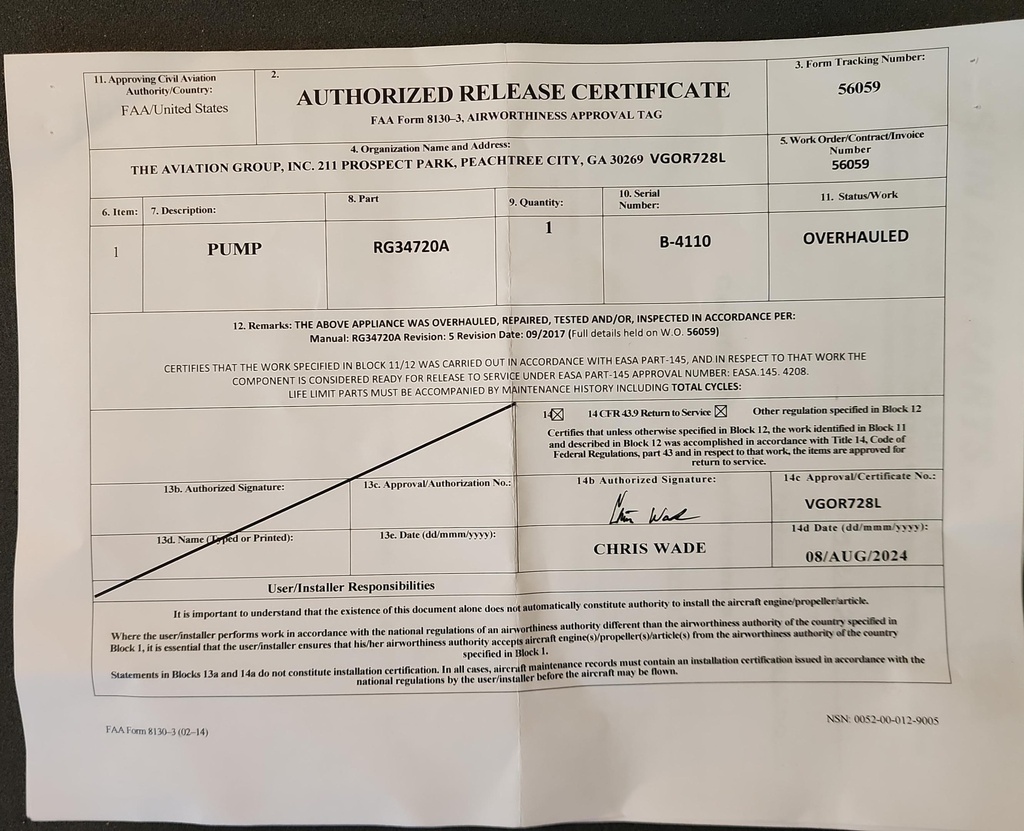 11. Approving Civil Aviation
Authority/Country:
FAA/United States
2.
AUTHORIZED RELEASE CERTIFICATE
FAA Form 8130–3, AIRWORTHINESS APPROVAL TAG
3. Form Tracking Number:
56059
4. Organization Name and Address:
THE AVIATION GROUP, INC. 211 PROSPECT PARK, PEACHTREE CITY, GA 30269 VGOR728L
5. Work Order/Contract/Invoice
Number
56059
6. Item:
7. Description:
8. Part
9. Quantity:
10. Serial
Number:
11. Status/Work
1
PUMP
RG34720A
1
B-4110
OVERHAULED
12. Remarks: THE ABOVE APPLIANCE WAS OVERHAULED, REPAIRED, TESTED AND/OR, INSPECTED IN ACCORDANCE PER:
Manual: RG34720A Revision: 5 Revision Date: 09/2017 (Full details held on W.O. 56059)
CERTIFIES THAT THE WORK SPECIFIED IN BLOCK 11/12 WAS CARRIED OUT IN ACCORDANCE WITH EASA PART-145, AND IN RESPECT TO THAT WORK THE
COMPONENT IS CONSIDERED READY FOR RELEASE TO SERVICE UNDER EASA PART-145 APPROVAL NUMBER: EASA.145. 4208.
LIFE LIMIT PARTS MUST BE ACCOMPANIED BY MAINTENANCE HISTORY INCLUDING TOTAL CYCLES:
14 ☒ 14 CFR 43.9 Return to Service ☒ Other regulation specified in Block 12
Certifies that unless otherwise specified in Block 12, the work identified in Block 11
and described in Block 12 was accomplished in accordance with Title 14, Code of
Federal Regulations, part 43 and in respect to that work, the items are approved for
return to service.
13b. Authorized Signature:
13c. Approval/Authorization No.:
14b Authorized Signature:
Chris Wade
14c Approval/Certificate No.:
VGOR728L
13d. Name (Typed or Printed):
13e. Date (dd/mmm/yyyy):
CHRIS WADE
14d Date (dd/mmm/yyyy):
08/AUG/2024
User/Installer Responsibilities
It is important to understand that the existence of this document alone does not automatically constitute authority to install the aircraft engine/propeller/article.
Where the user/installer performs work in accordance with the national regulations of an airworthiness authority different than the airworthiness authority of the country specified in
Block 1, it is essential that the user/installer ensures that his/her airworthiness authority accepts aircraft engine(s)/propeller(s)/article(s) from the airworthiness authority of the country
specified in Block 1.
Statements in Blocks 13a and 14a do not constitute installation certification. In all cases, aircraft maintenance records must contain an installation certification issued in accordance with the
national regulations by the user/installer before the aircraft may be flown.
FAA Form 8130–3 (02-14)
NSN: 0052-00-012-9005